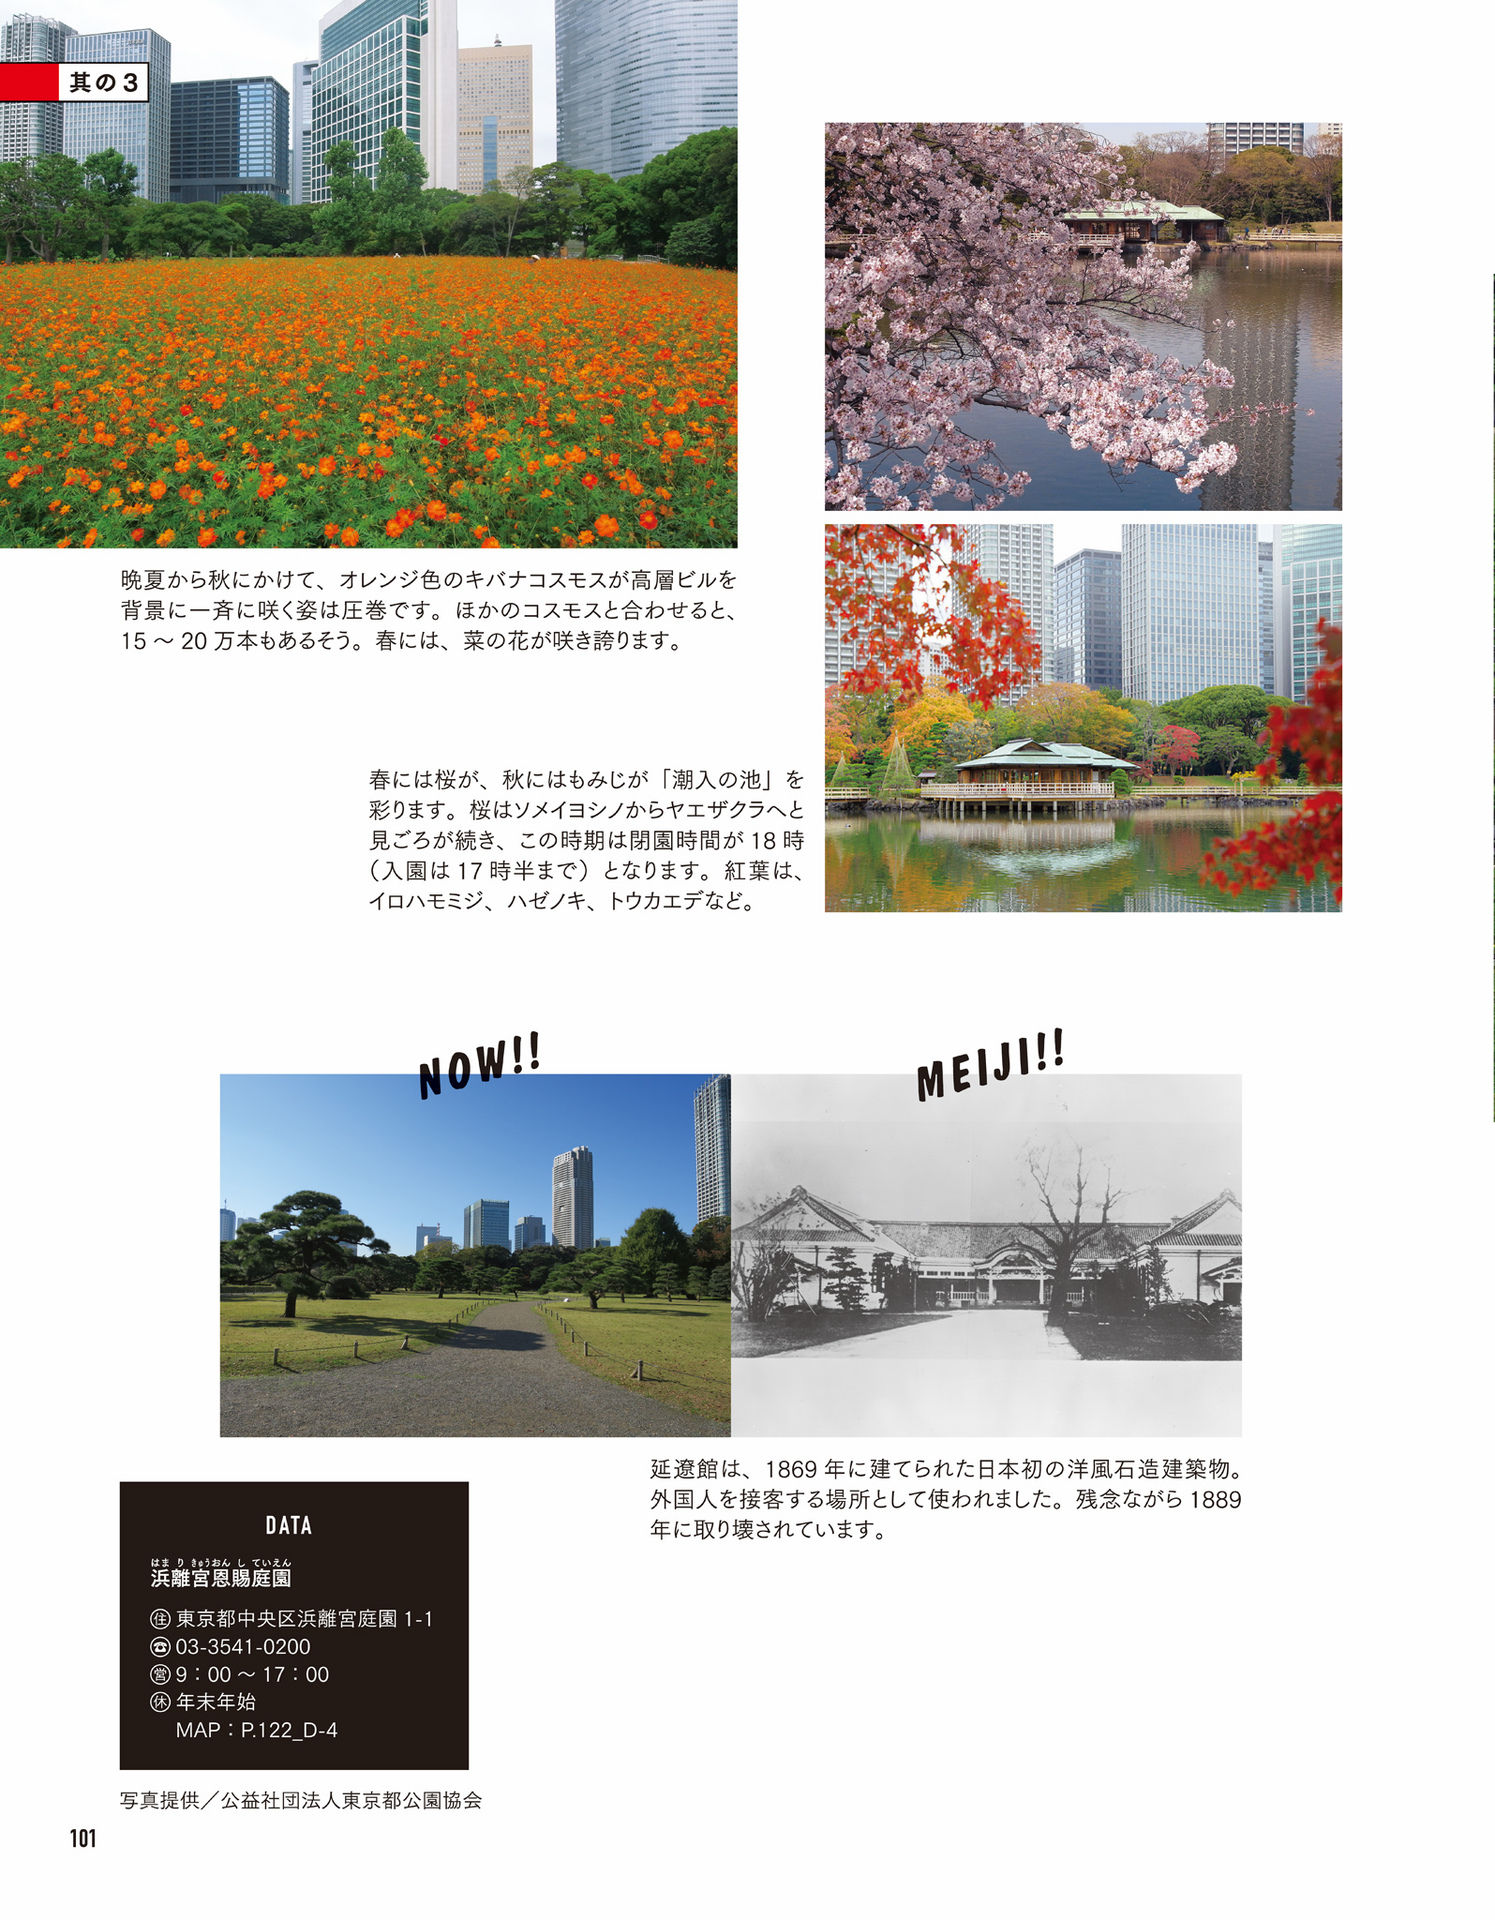 其の3
晩夏から秋にかけて、オレンジ色のキバナコスモスが高層ビルを
背景に一斉に咲く姿は圧巻です。ほかのコスモスと合わせると、
15～20万本もあるそう。春には、菜の花が咲き誇ります。
春には桜が、秋にはもみじが「潮入の池」を
彩ります。桜はソメイヨシノからヤエザクラへと
見ごろが続き、この時期は閉園時間が18時
（入園は17時半まで）となります。紅葉は、
イロハモミジ、ハゼノキ、トウカエデなど。
NOW!!
MEIJI!!
延遼館は、1869年に建てられた日本初の洋風石造建築物。
外国人を接客する場所として使われました。残念ながら1889
年に取り壊されています。
DATA
はまりきゅうおんしていえん
浜離宮恩賜庭園
㊟東京都中央区浜離宮庭園1-1
☎03-3541-0200
営9：00～17：00
休年末年始
MAP：P.122_D-4
写真提供／公益社団法人東京都公園協会
101